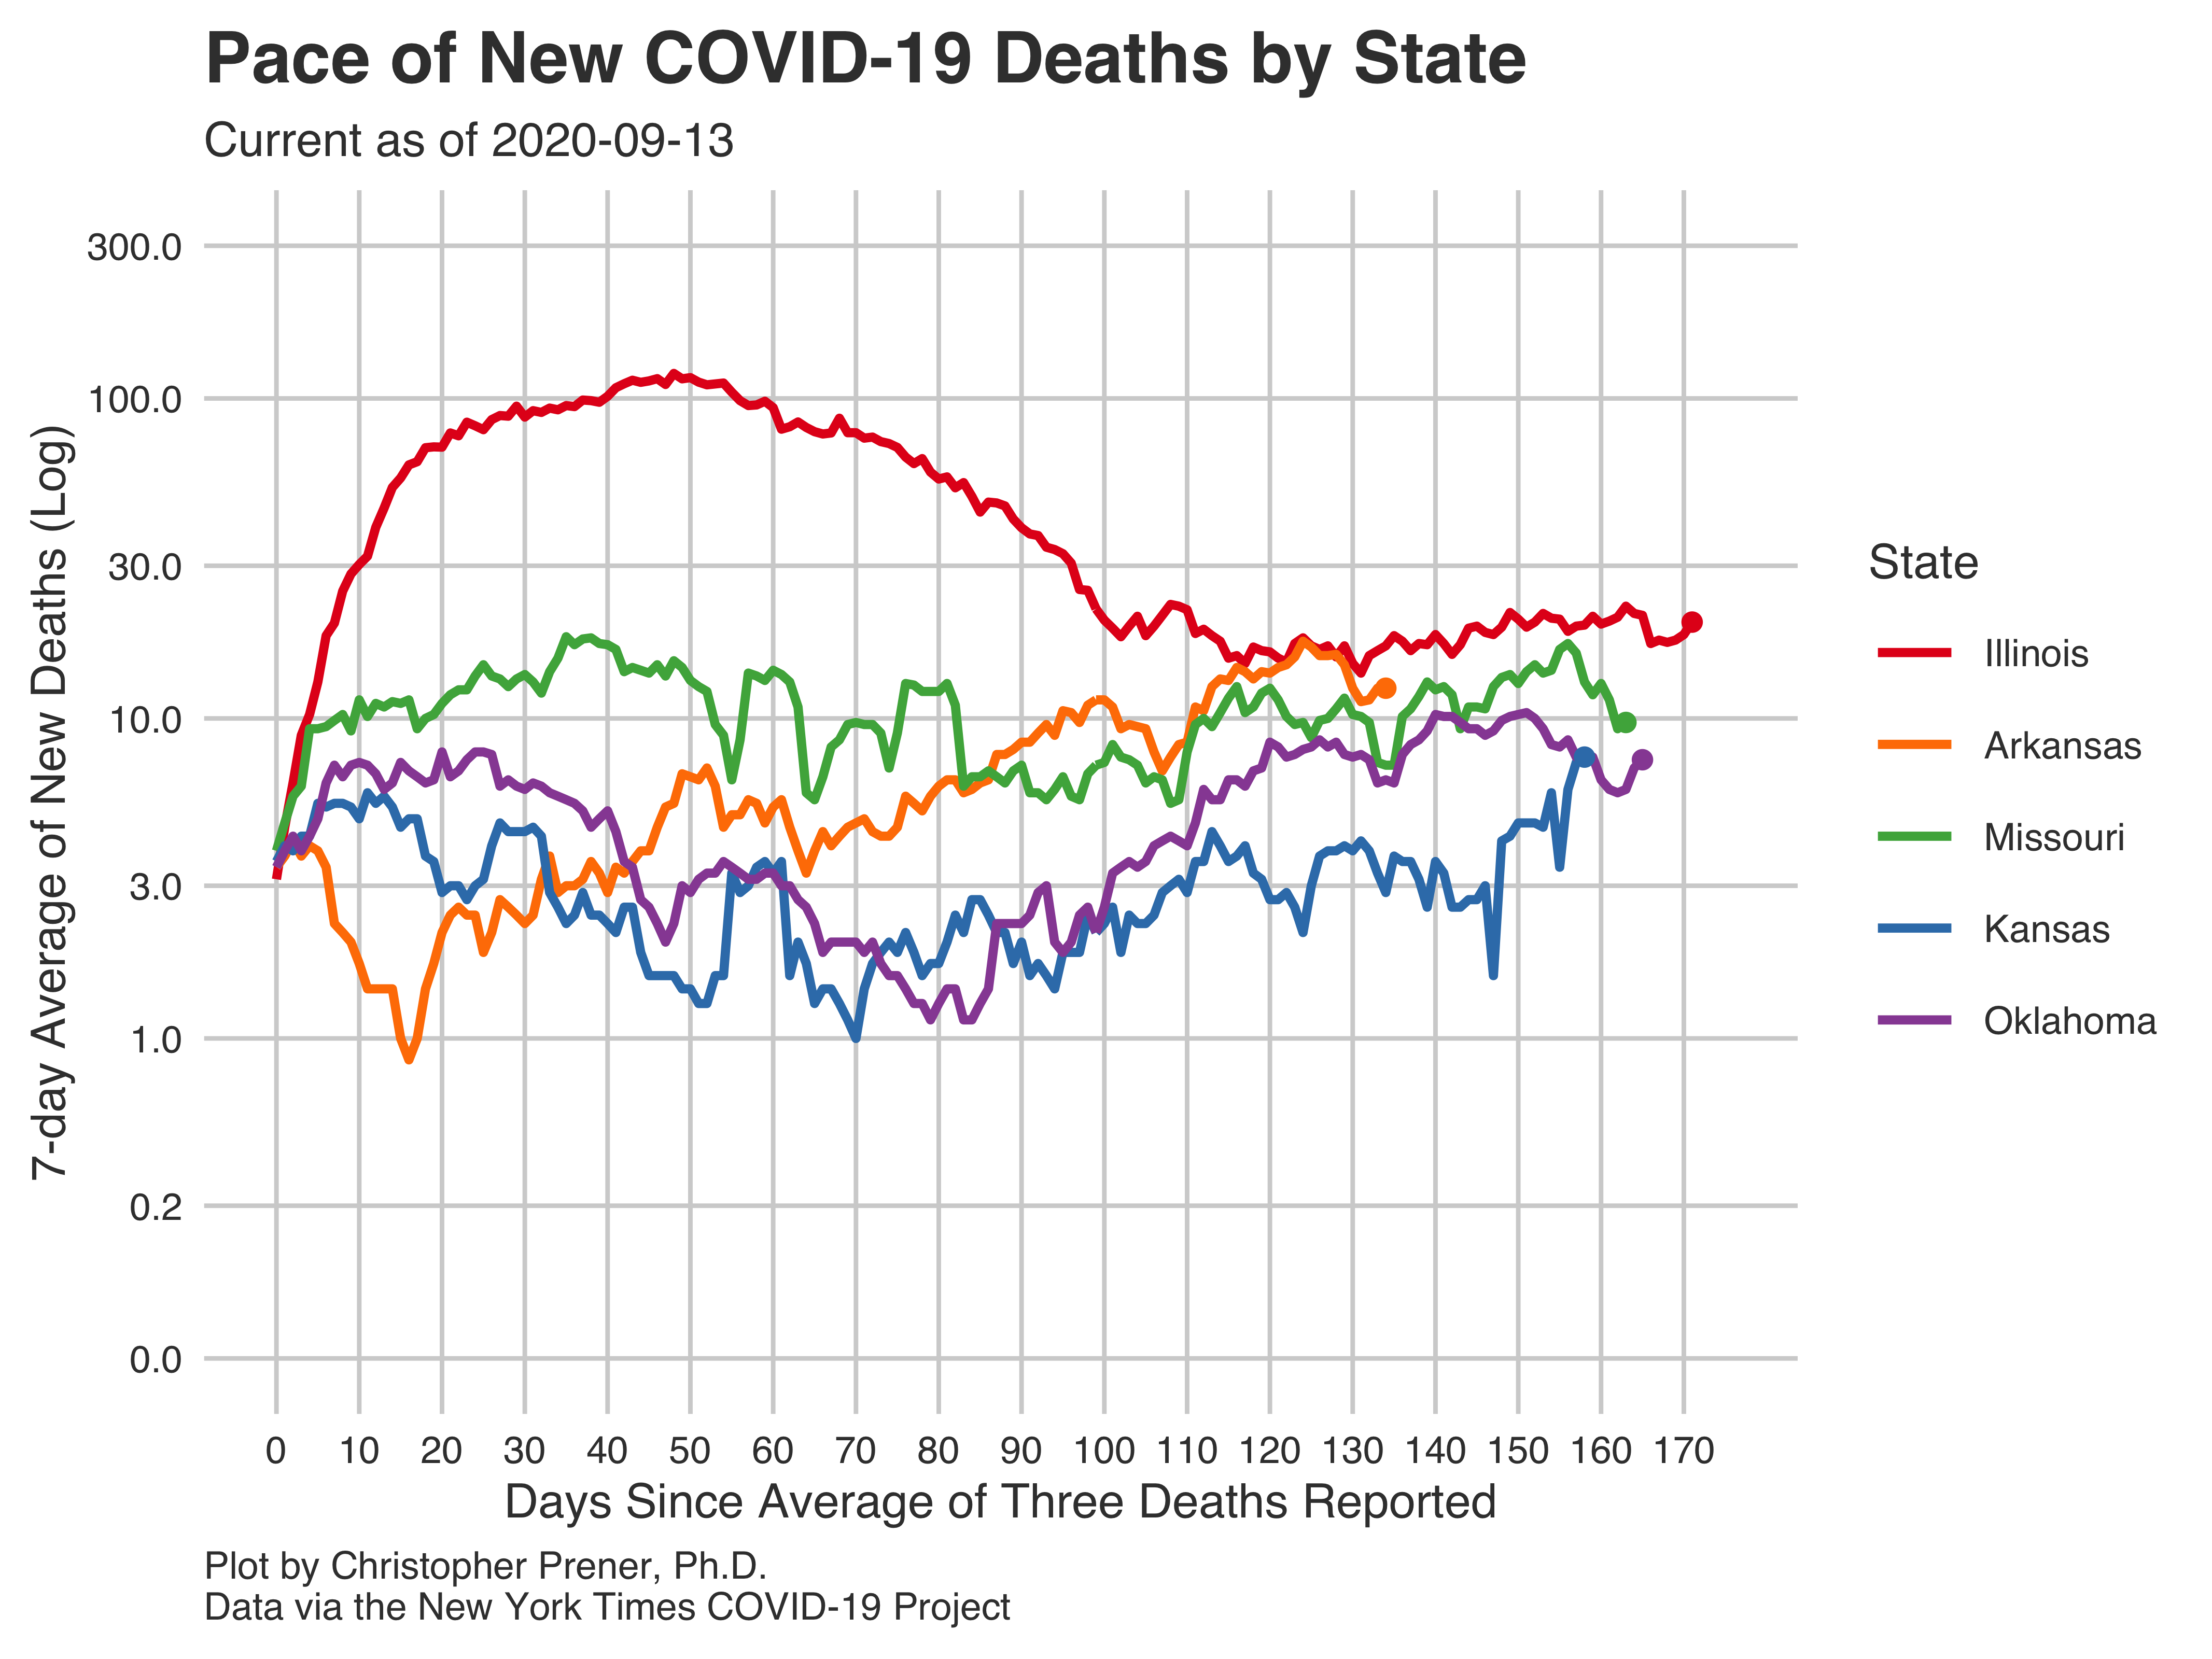 Pace of New COVID-19 Deaths by State
Current as of 2020-09-13
7-day Average of New Deaths (Log)
300.0
100.0
30.0
10.0
3.0
1.0
0.2
0.0
0 10 20 30 40 50 60 70 80 90 100 110 120 130 140 150 160 170
Days Since Average of Three Deaths Reported
State
Illinois
Arkansas
Missouri
Kansas
Oklahoma
Plot by Christopher Prener, Ph.D.
Data via the New York Times COVID-19 Project